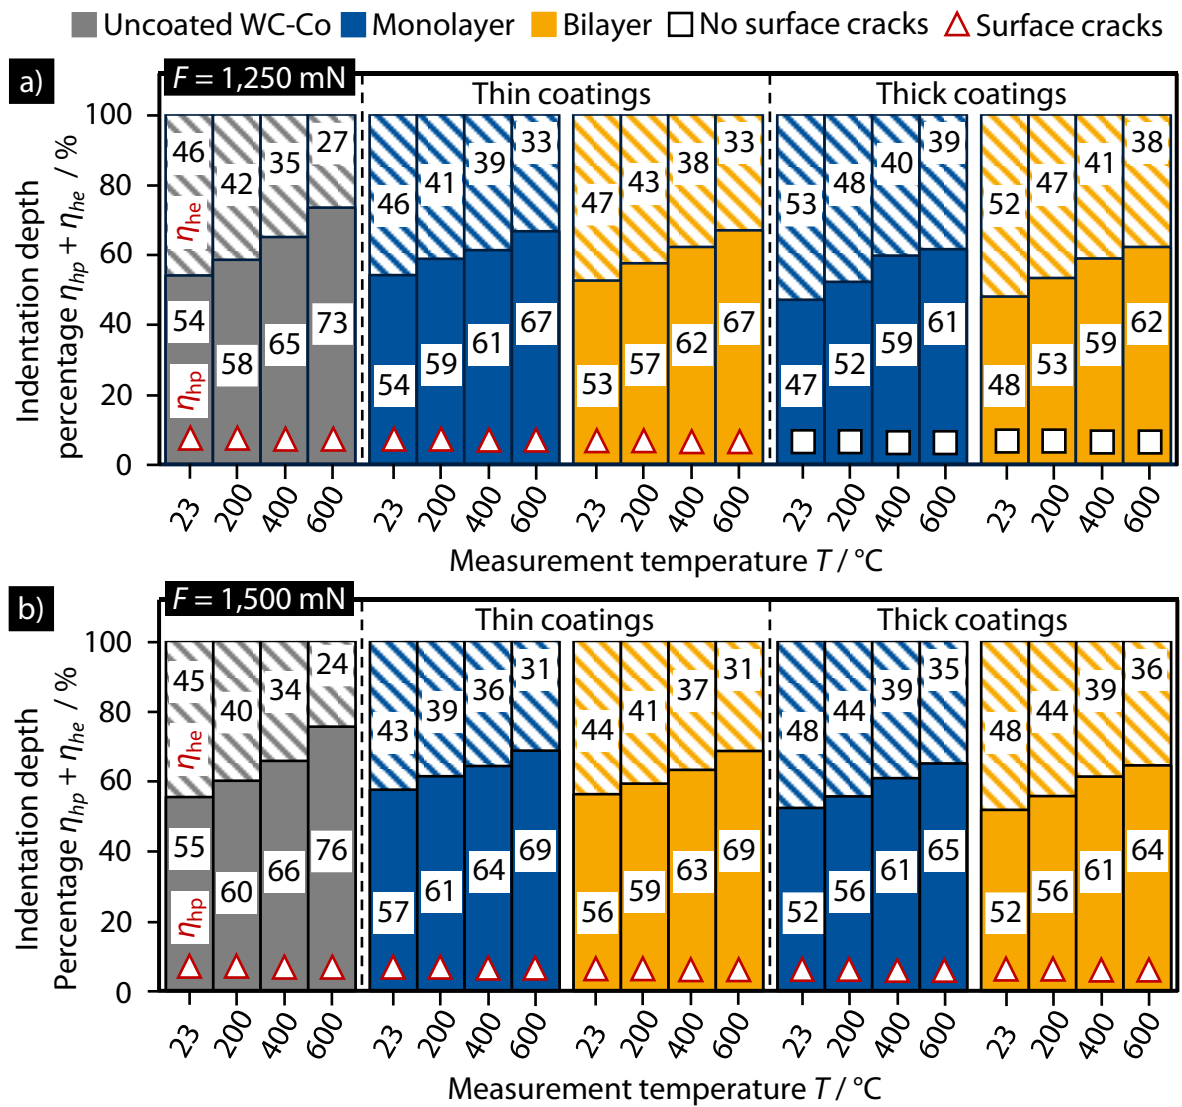 Uncoated WC-Co Monolayer Bilayer No surface cracks Surface cracks
a)
F = 1,250 mN
Thin coatings
Thick coatings
Indentation depth
percentage ηhp + ηhe / %
100
80
60
40
20
0
46 42 35 27
ηhe
54 58 65 73
ηhp
46 41 39 33
54 59 61 67
47 43 38 33
53 57 62 67
53 48 40 39
47 52 59 61
52 47 41 38
48 53 59 62
23 200 400 600 23 200 400 600 23 200 400 600 23 200 400 600 23 200 400 600
Measurement temperature T / °C
b)
F = 1,500 mN
Thin coatings
Thick coatings
Indentation depth
Percentage ηhp + ηhe / %
100
80
60
40
20
0
45 40 34 24
ηhe
55 60 66 76
ηhp
43 39 36 31
57 61 64 69
44 41 37 31
56 59 63 69
48 44 39 35
52 56 61 65
48 44 39 36
52 56 61 64
23 200 400 600 23 200 400 600 23 200 400 600 23 200 400 600 23 200 400 600
Measurement temperature T / °C